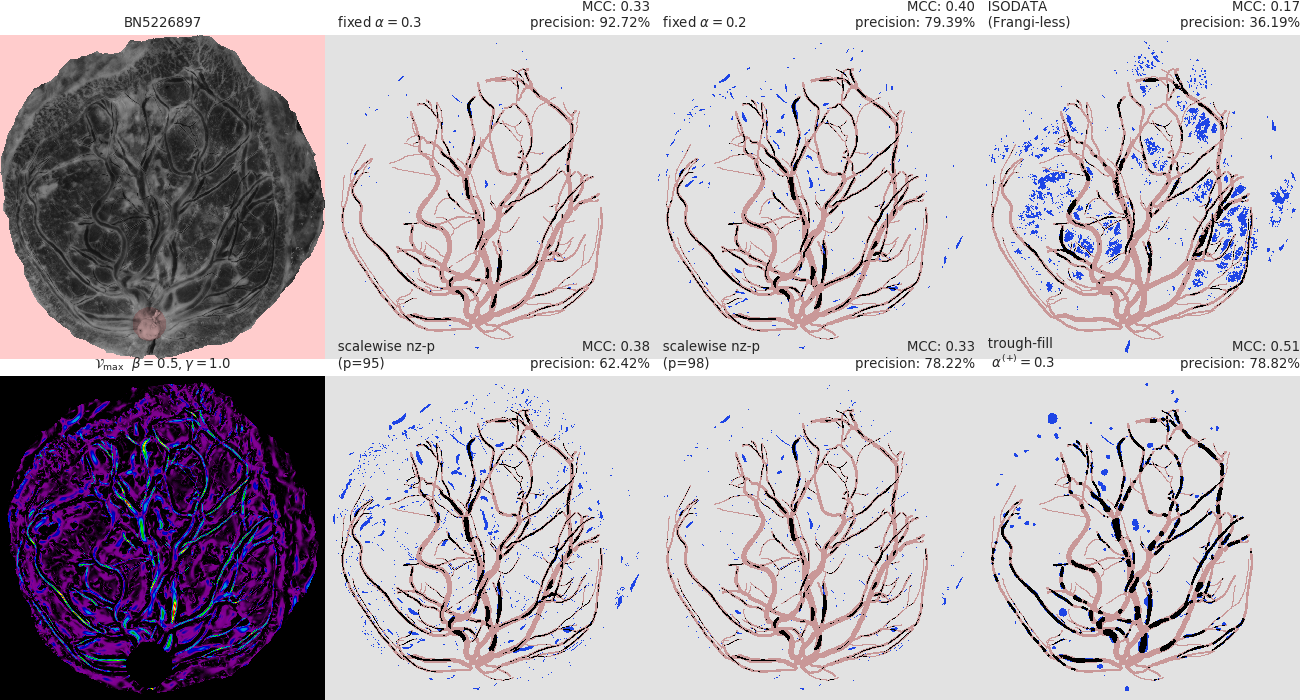 BN5226897
fixed α = 0.3
MCC: 0.33
precision: 92.72%
fixed α = 0.2
MCC: 0.40
precision: 79.39%
ISODATA
(Frangi-less)
MCC: 0.17
precision: 36.19%
𝒱max β = 0.5, γ = 1.0
scalewise nz-p
(p=95)
MCC: 0.38
precision: 62.42%
scalewise nz-p
(p=98)
MCC: 0.33
precision: 78.22%
trough-fill
α(+) = 0.3
MCC: 0.51
precision: 78.82%